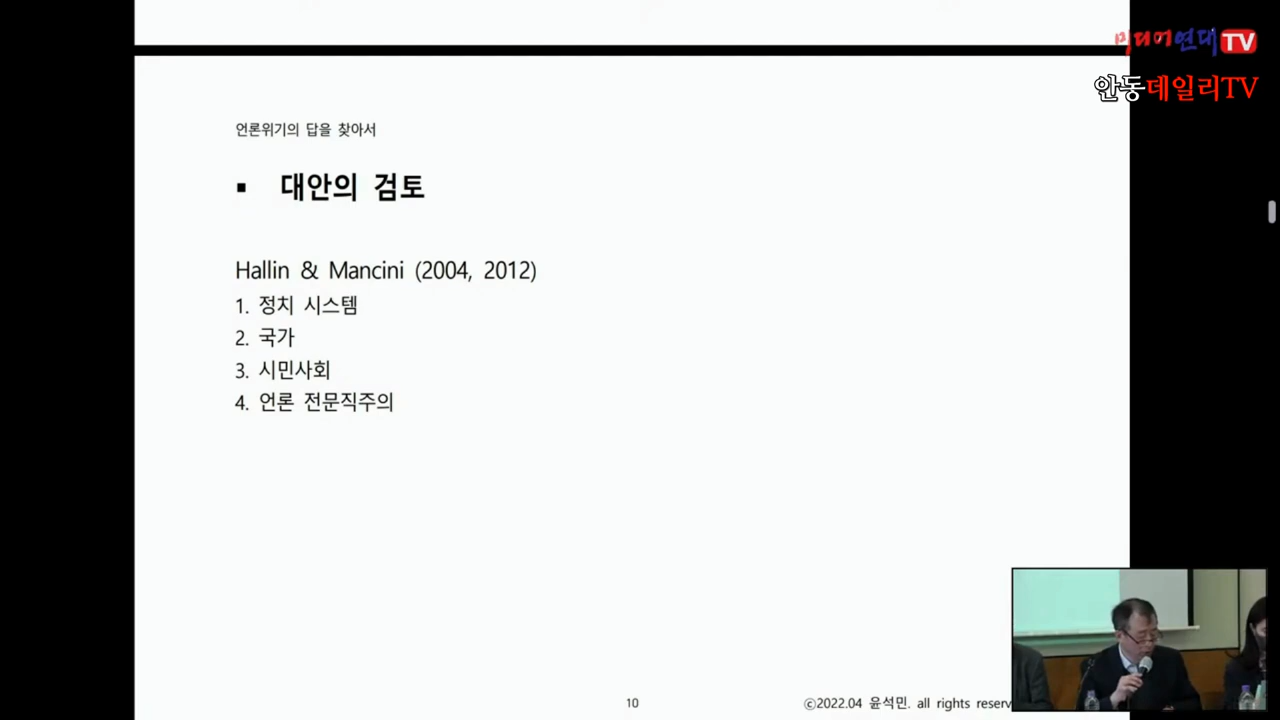 미디어연대TV
안동데일리TV
언론위기의 답을 찾아서
▪ 대안의 검토
Hallin & Mancini (2004, 2012)
1. 정치 시스템
2. 국가
3. 시민사회
4. 언론 전문직주의
10
ⓒ2022.04 윤석민. all rights reserv